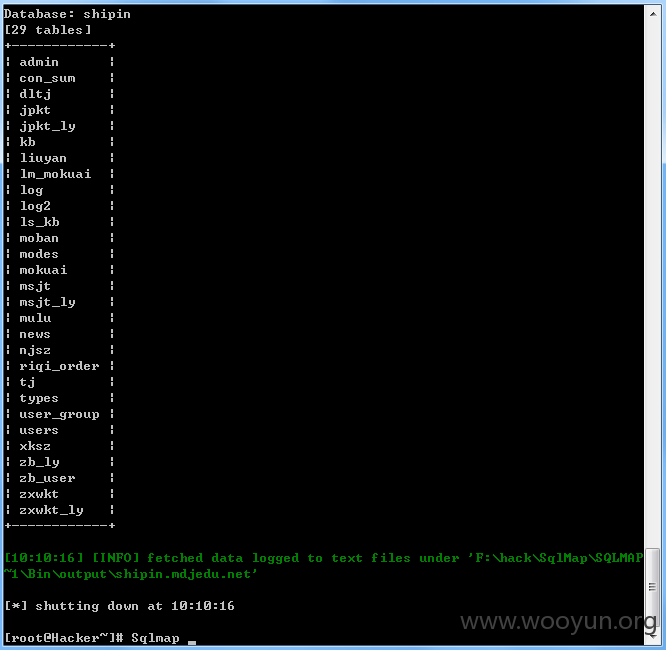 Database: shipin
[29 tables]
+------------+
¦ admin      ¦
¦ con_sum    ¦
¦ dltj       ¦
¦ jpkt       ¦
¦ jpkt_ly    ¦
¦ kb         ¦
¦ liuyan     ¦
¦ lm_mokuai  ¦
¦ log        ¦
¦ log2       ¦
¦ ls_kb      ¦
¦ moban      ¦
¦ modes      ¦
¦ mokuai     ¦
¦ msjt       ¦
¦ msjt_ly    ¦
¦ mulu       ¦
¦ news       ¦
¦ njsz       ¦
¦ riqi_order ¦
¦ tj         ¦
¦ types      ¦
¦ user_group ¦
¦ users      ¦
¦ xksz       ¦
¦ zb_ly      ¦
¦ zb_user    ¦
¦ zxwkt      ¦
¦ zxwkt_ly   ¦
+------------+
[10:10:16] [INFO] fetched data logged to text files under 'F:\hack\SqlMap\SQLMAP
~1\Bin\output\shipin.mdjedu.net'
[*] shutting down at 10:10:16
www.wooyun.org
[root@Hacker~]# Sqlmap _